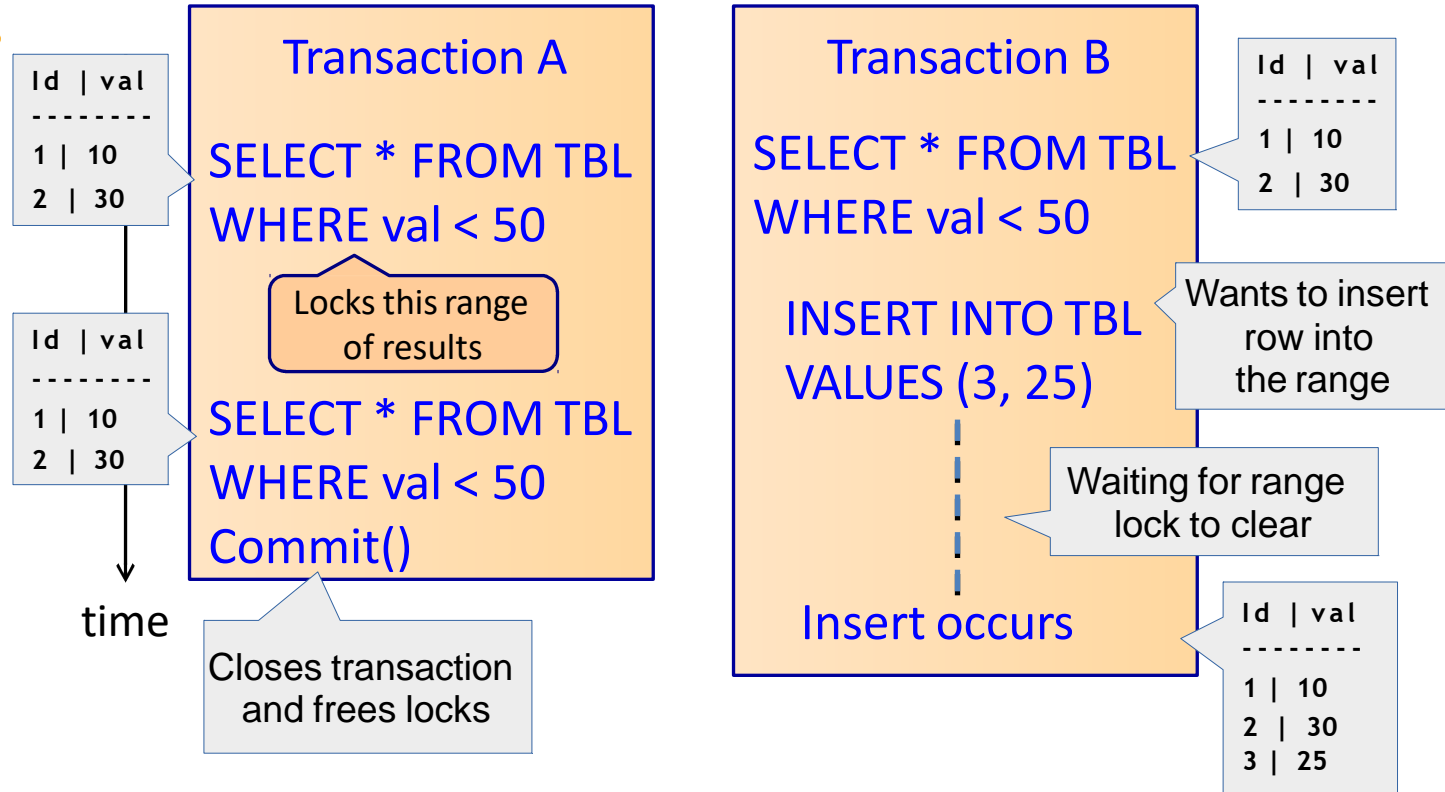 Id | val
--------
1 | 10
2 | 30
Id | val
--------
1 | 10
2 | 30
time
Transaction A
SELECT * FROM TBL
WHERE val < 50
Locks this range
of results
SELECT * FROM TBL
WHERE val < 50
Commit()
Closes transaction
and frees locks
Transaction B
SELECT * FROM TBL
WHERE val < 50
Id | val
--------
1 | 10
2 | 30
INSERT INTO TBL
VALUES (3, 25)
Wants to insert
row into
the range
Waiting for range
lock to clear
Insert occurs
Id | val
--------
1 | 10
2 | 30
3 | 25